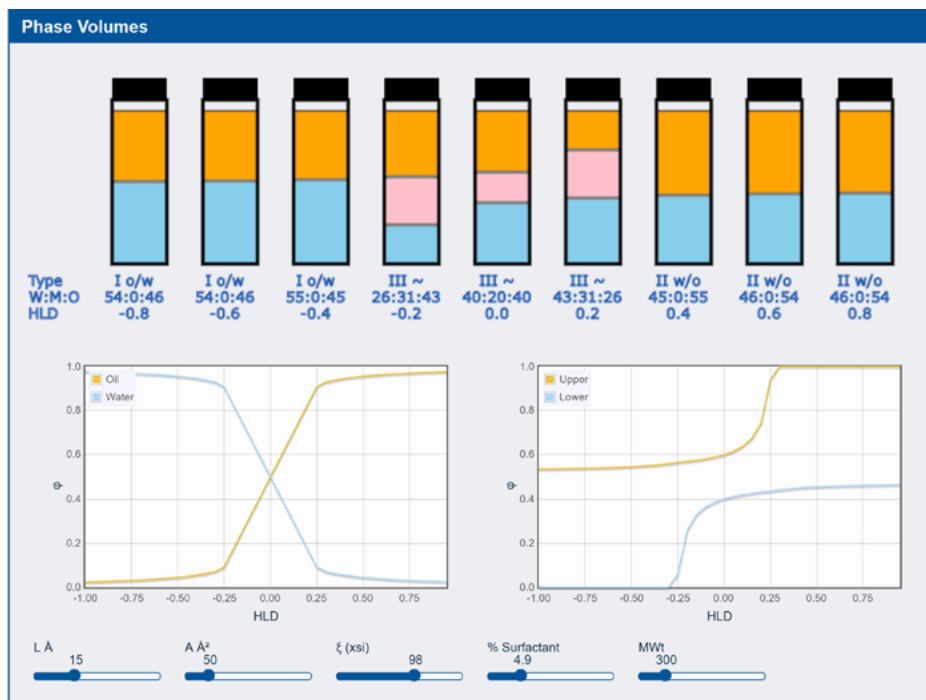 Phase Volumes
Type I o/w I o/w I o/w III ~ III ~ III ~ II w/o II w/o II w/o
W:M:O 54:0:46 54:0:46 55:0:45 26:31:43 40:20:40 43:31:26 45:0:55 46:0:54 46:0:54
HLD -0.8 -0.6 -0.4 -0.2 0.0 0.2 0.4 0.6 0.8
1.0 1.0
Oil Upper
Water Lower
0.8 0.8
0.6 0.6
φ φ
0.4 0.4
0.2 0.2
0.0 0.0
-1.00 -0.75 -0.50 -0.25 0.00 0.25 0.50 0.75 -1.00 -0.75 -0.50 -0.25 0.00 0.25 0.50 0.75
HLD HLD
L Å A Å² ξ (xsi) % Surfactant MWt
15 50 98 4.9 300